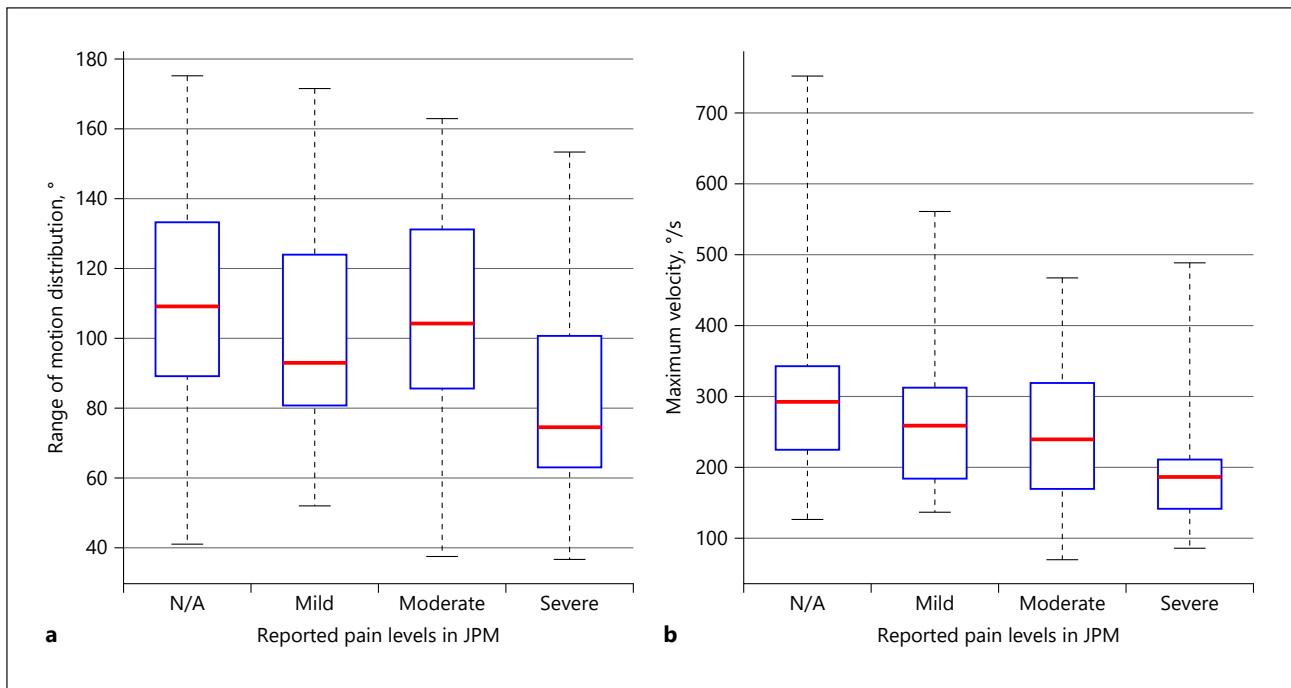 180
160
140
120
100
80
60
40
Range of motion distribution, °
N/A Mild Moderate Severe
Reported pain levels in JPM
a
700
600
500
400
300
200
100
Maximum velocity, °/s
N/A Mild Moderate Severe
Reported pain levels in JPM
b